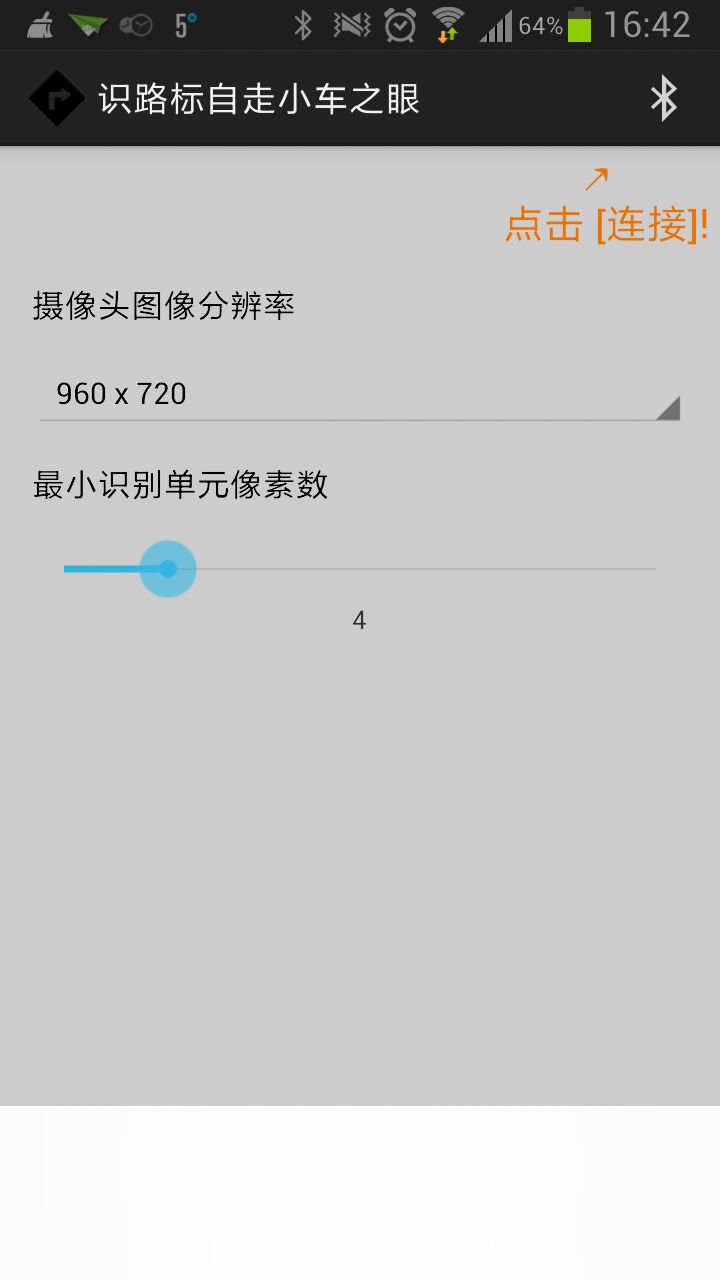 5°
64%
16:42
识路标自走小车之眼
点击 [连接]!
摄像头图像分辨率
960 x 720
最小识别单元像素数
4